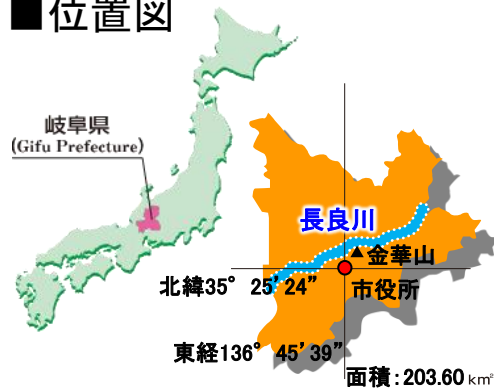 ■位置図
岐阜県
(Gifu Prefecture)
長良川
金華山
北緯35° 25’24”
市役所
東経136° 45’39”
面積:203.60k㎡